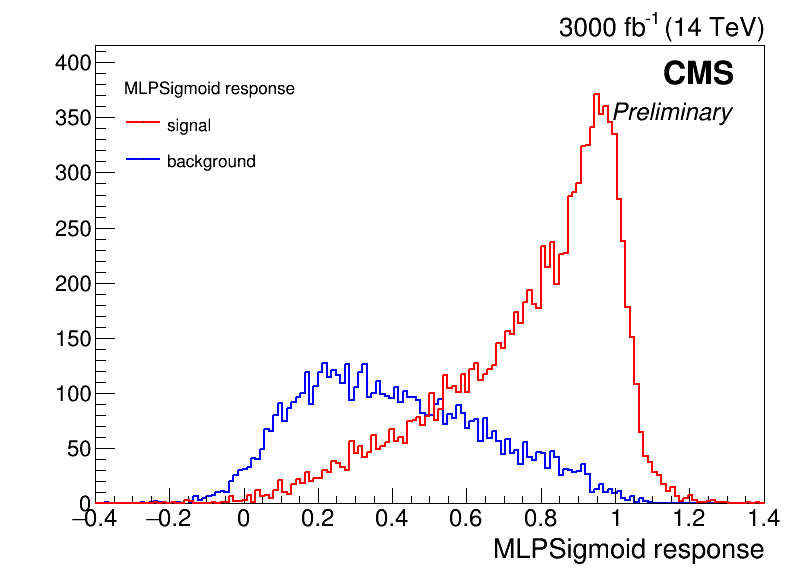 3000 fb-1 (14 TeV)
CMS
Preliminary
MLPSigmoid response
signal
background
400
350
300
250
200
150
100
50
0
−0.4 −0.2 0 0.2 0.4 0.6 0.8 1 1.2 1.4
MLPSigmoid response